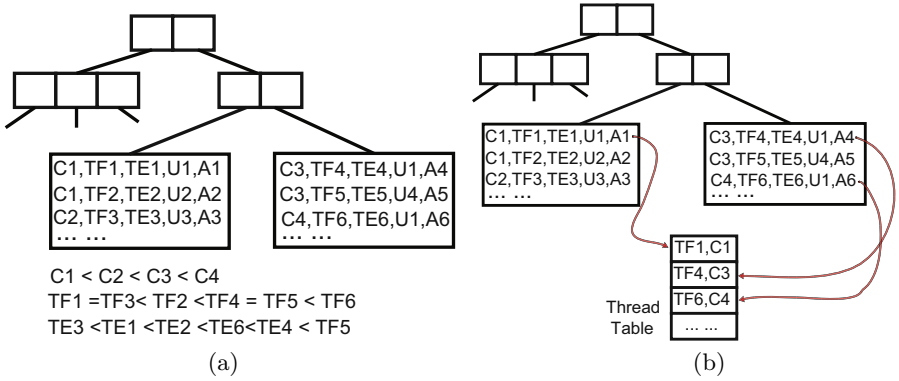 C1,TF1,TE1,U1,A1
C1,TF2,TE2,U2,A2
C2,TF3,TE3,U3,A3
... ...
C3,TF4,TE4,U1,A4
C3,TF5,TE5,U4,A5
C4,TF6,TE6,U1,A6
... ...
C1 < C2 < C3 < C4
TF1 =TF3< TF2 <TF4 = TF5 < TF6
TE3 <TE1 <TE2 <TE6<TE4 < TF5
(a)
C1,TF1,TE1,U1,A1
C1,TF2,TE2,U2,A2
C2,TF3,TE3,U3,A3
... ...
C3,TF4,TE4,U1,A4
C3,TF5,TE5,U4,A5
C4,TF6,TE6,U1,A6
... ...
TF1,C1
TF4,C3
TF6,C4
... ...
Thread
Table
(b)